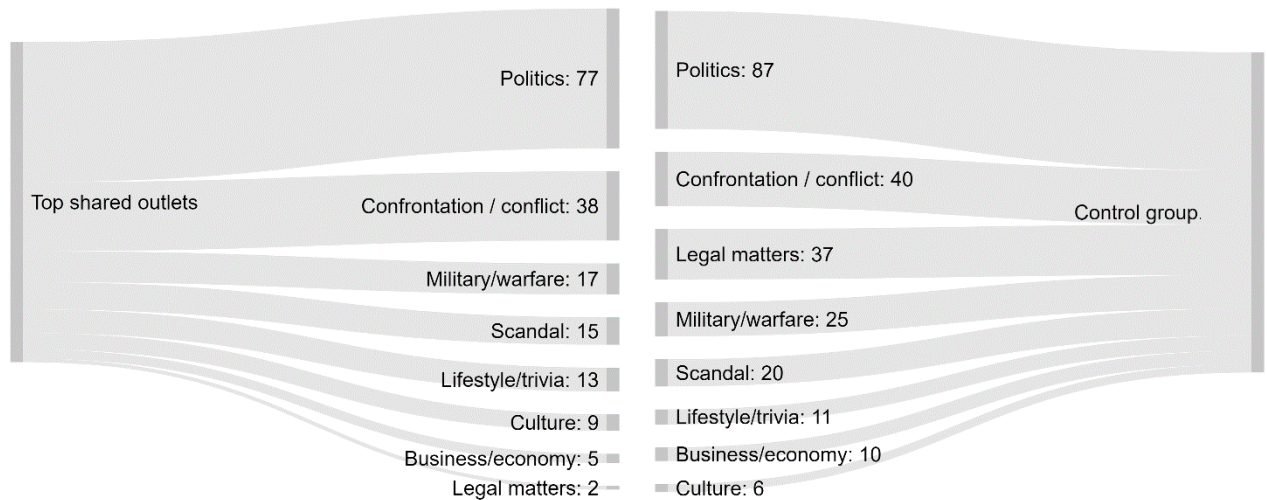 Top shared outlets
Politics: 77
Confrontation / conflict: 38
Military/warfare: 17
Scandal: 15
Lifestyle/trivia: 13
Culture: 9
Business/economy: 5
Legal matters: 2
Politics: 87
Confrontation / conflict: 40
Legal matters: 37
Military/warfare: 25
Scandal: 20
Lifestyle/trivia: 11
Business/economy: 10
Culture: 6
Control group.